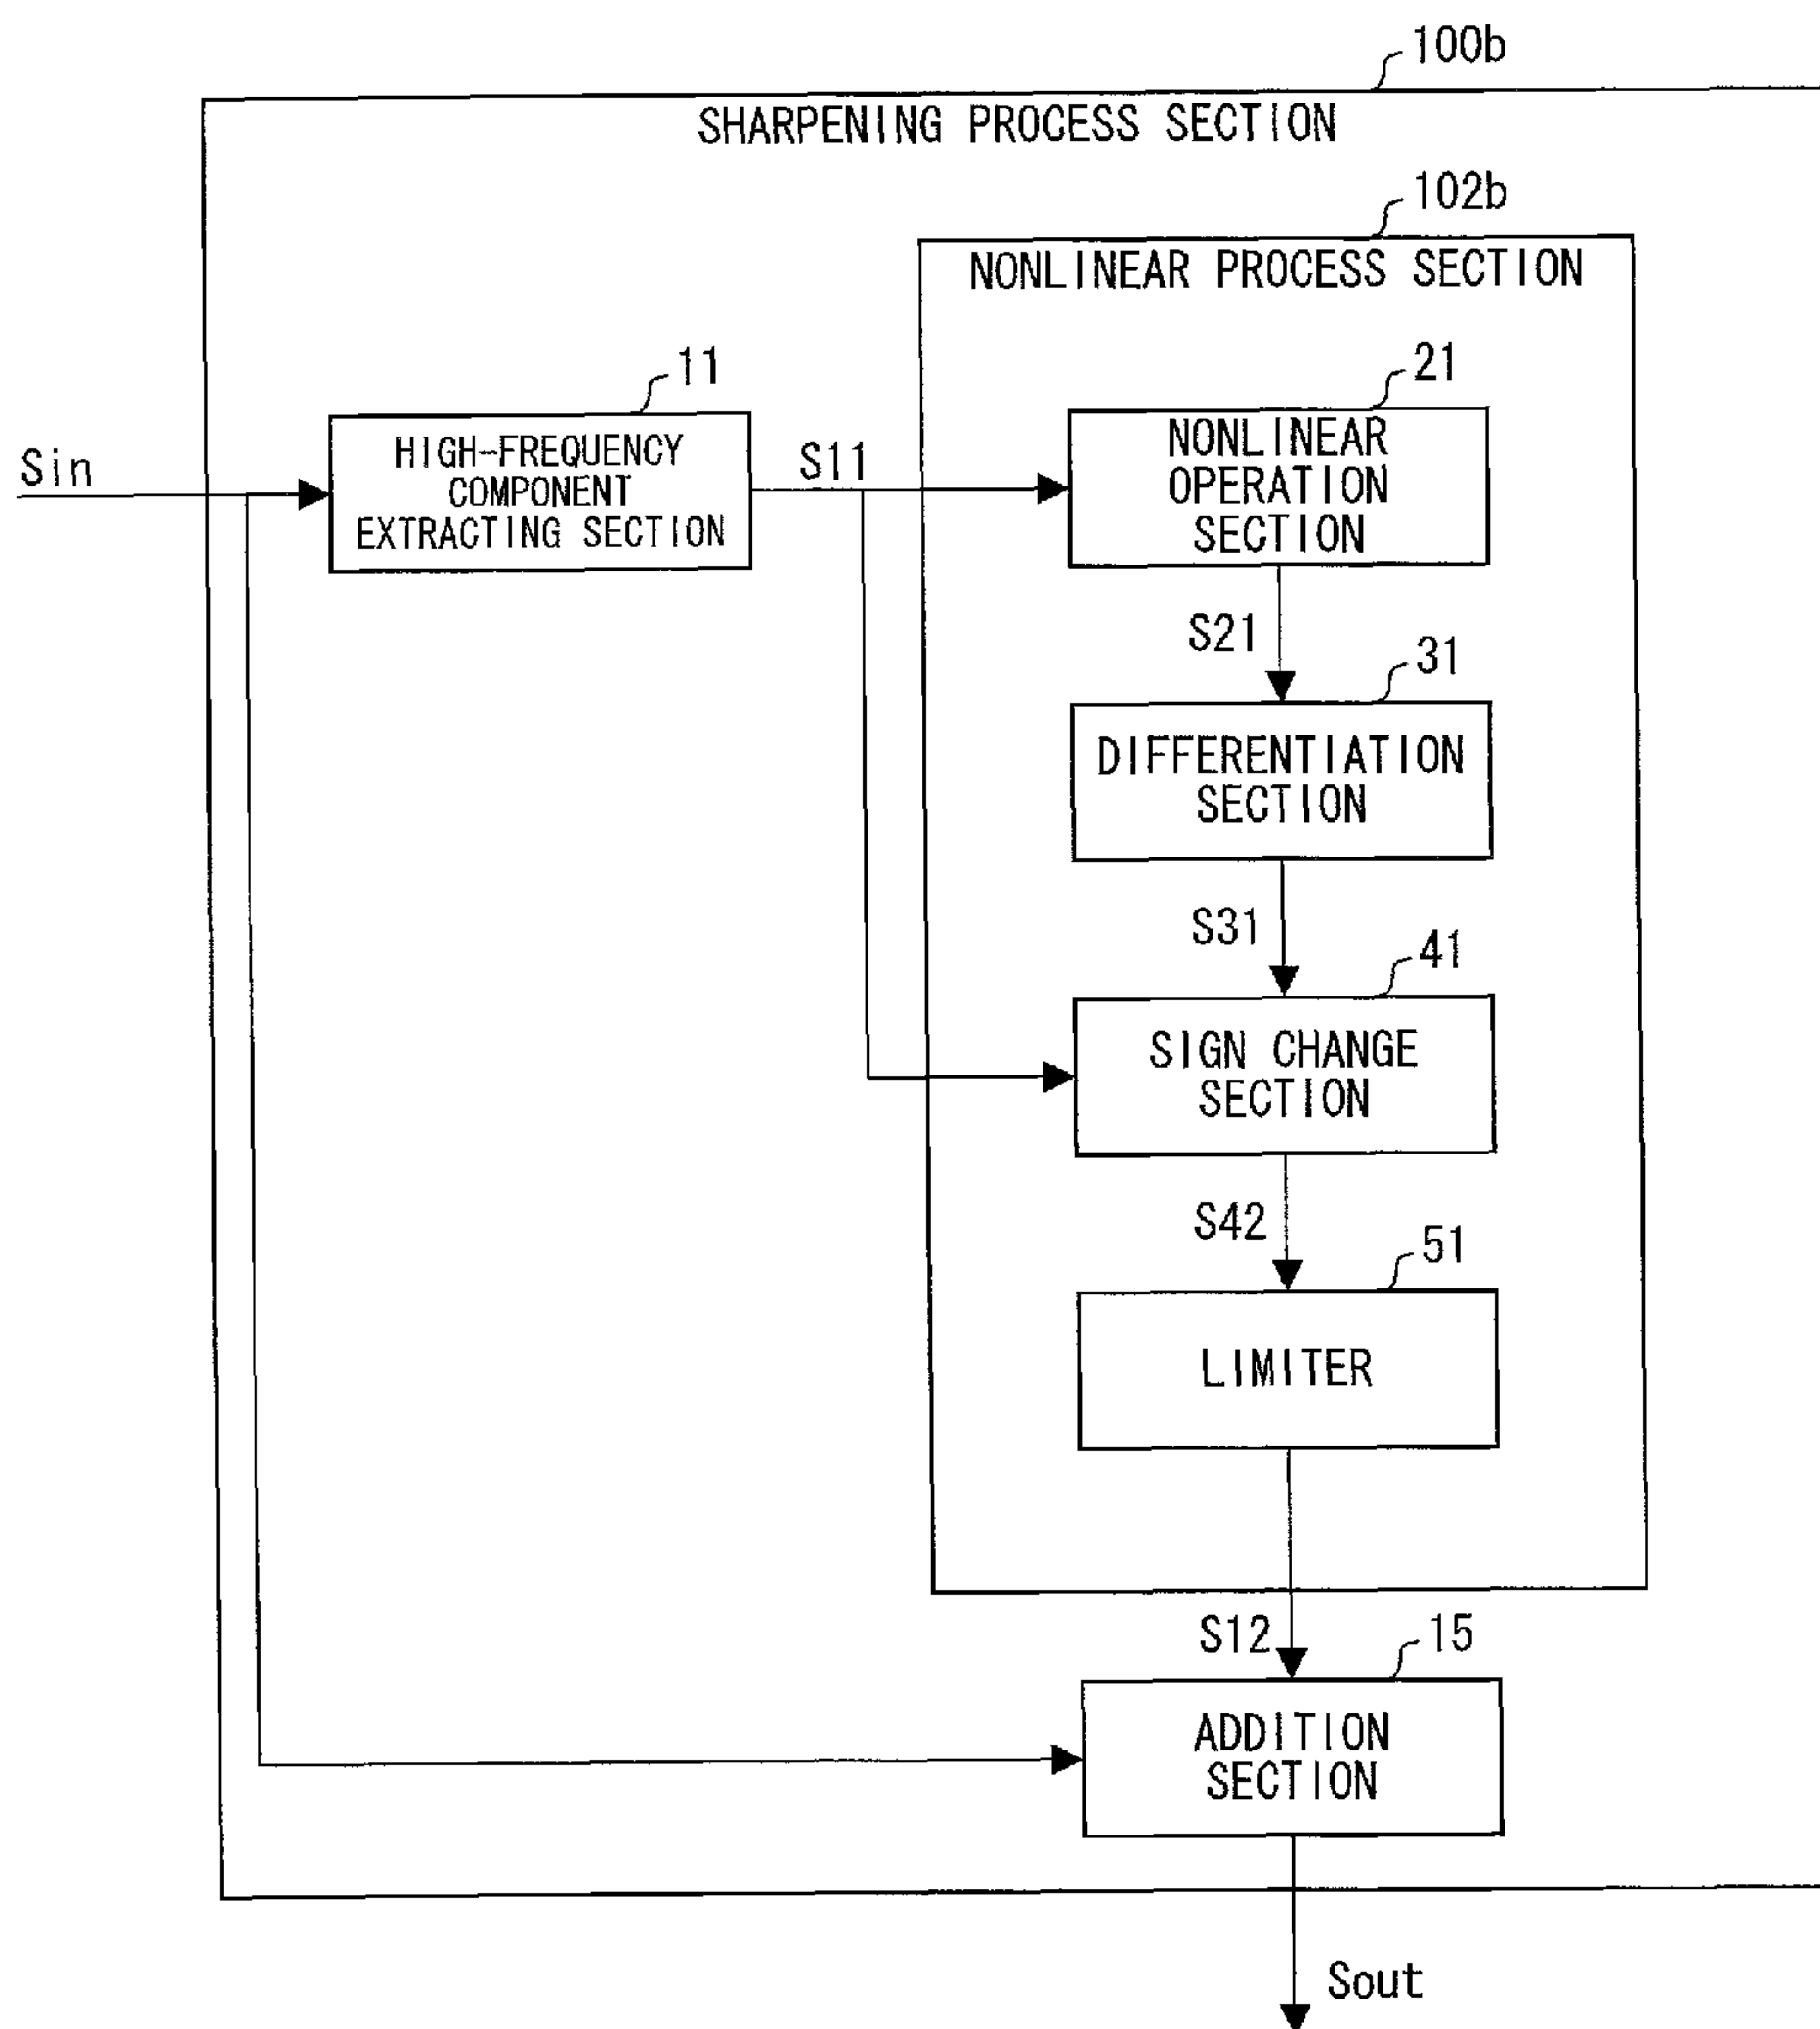 100b
SHARPENING PROCESS SECTION
102b
NONLINEAR PROCESS SECTION
11
21
Sin
HIGH-FREQUENCY
COMPONENT
EXTRACTING SECTION
S11
NONLINEAR
OPERATION
SECTION
S21
31
DIFFERENTIATION
SECTION
S31
41
SIGN CHANGE
SECTION
S42
51
LIMITER
S12
15
ADDITION
SECTION
Sout